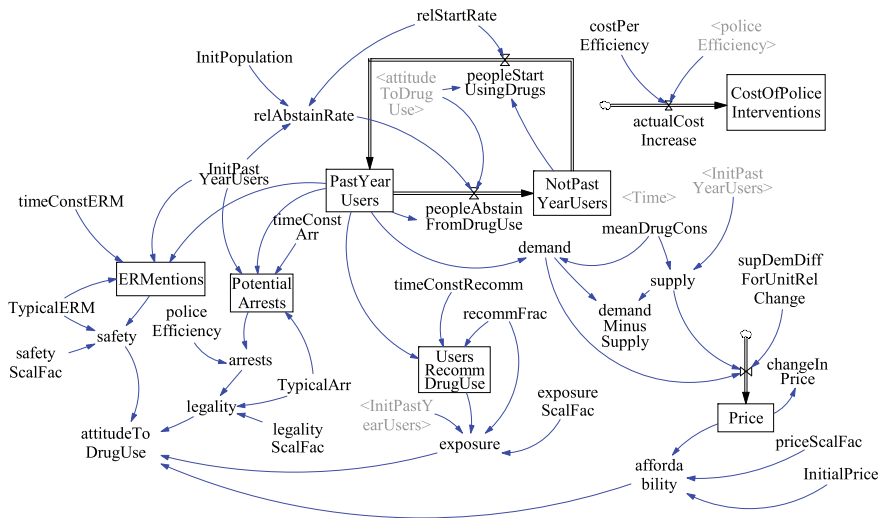 relStartRate
costPer
Efficiency
<police
Efficiency>
InitPopulation
<attitude
ToDrug
Use>
peopleStart
UsingDrugs
CostOfPolice
Interventions
relAbstainRate
actualCost
Increase
InitPast
YearUsers
PastYear
Users
NotPast
YearUsers
<Time>
<InitPast
YearUsers>
timeConstERM
timeConst
Arr
peopleAbstain
FromDrugUse
meanDrugCons
demand
supDemDiff
ForUnitRel
Change
ERMentions
Potential
Arrests
timeConstRecomm
supply
TypicalERM
police
Efficiency
recommFrac
demand
Minus
Supply
safety
safety
ScalFac
arrests
Users
Recomm
DrugUse
changeIn
Price
TypicalArr
exposure
ScalFac
legality
<InitPastY
earUsers>
Price
attitudeTo
DrugUse
legality
ScalFac
exposure
priceScalFac
afforda
bility
InitialPrice